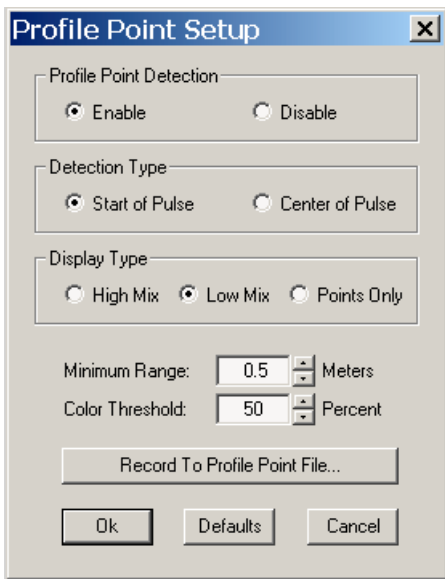 Profile Point Setup
Profile Point Detection
Enable Disable
Detection Type
Start of Pulse Center of Pulse
Display Type
High Mix Low Mix Points Only
Minimum Range: 0.5 Meters
Color Threshold: 50 Percent
Record To Profile Point File...
Ok Defaults Cancel